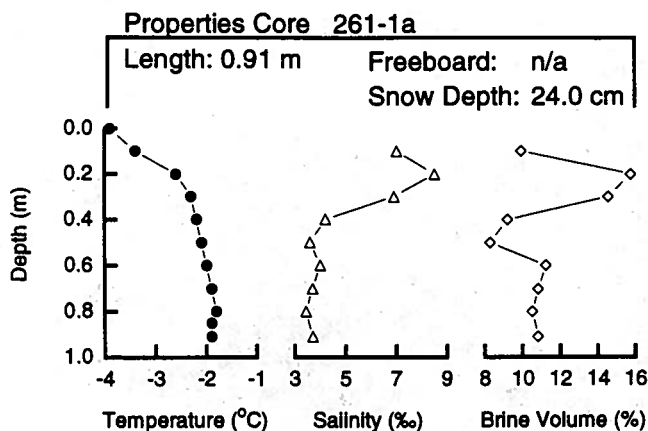 Properties Core 261-1a
Length: 0.91 m Freeboard: n/a
Snow Depth: 24.0 cm
0.0
0.2
0.4
0.6
0.8
1.0
Depth (m)
-4 -3 -2 -1 3 5 7 9 8 10 12 14 16
Temperature (°C) Salinity (‰) Brine Volume (%)